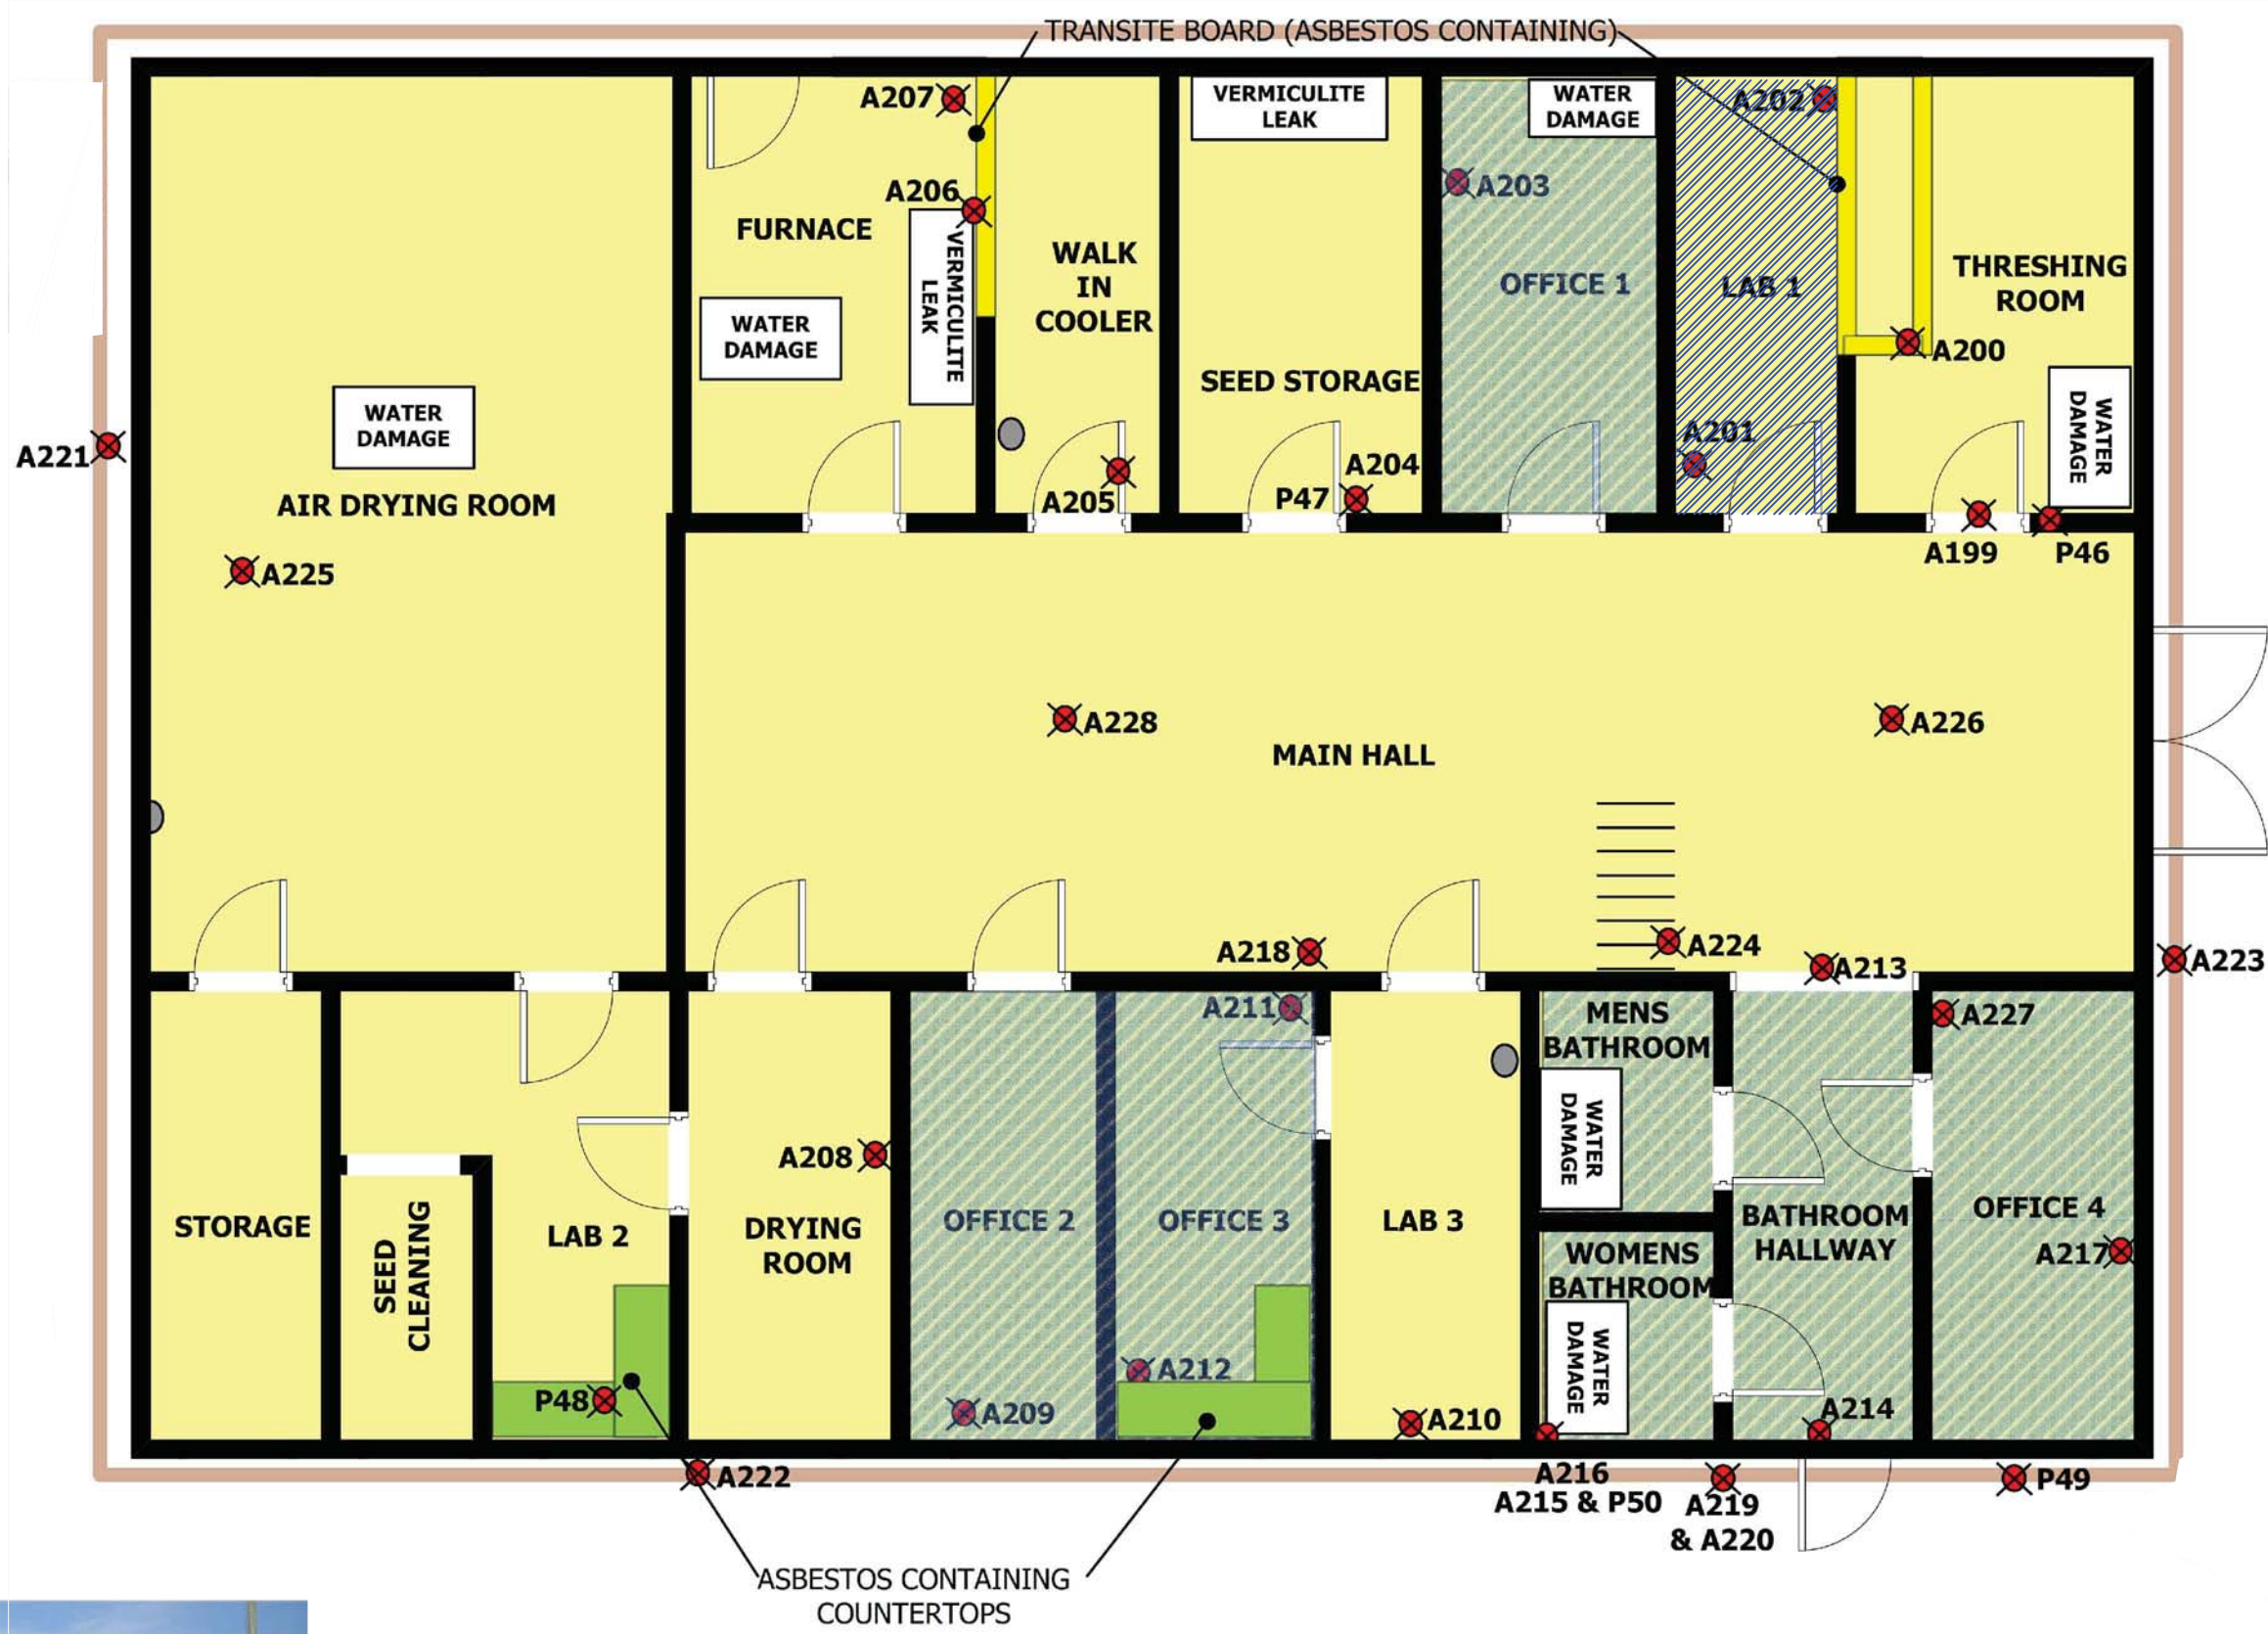 TRANSITE BOARD (ASBESTOS CONTAINING)
A207
VERMICULITE
LEAK
WATER
DAMAGE
A202
A206
A203
FURNACE
VERMICULITE
LEAK
WALK
IN
COOLER
OFFICE 1
LAB 1
THRESHING
ROOM
WATER
DAMAGE
A200
SEED STORAGE
WATER
DAMAGE
WATER
DAMAGE
A201
A221
A204
AIR DRYING ROOM
A205
P47
A199
P46
A225
A228
A226
MAIN HALL
A218
A224
A213
A223
A211
MENS
BATHROOM
A227
WATER
DAMAGE
A208
STORAGE
SEED
CLEANING
LAB 2
DRYING
ROOM
OFFICE 2
OFFICE 3
LAB 3
BATHROOM
HALLWAY
OFFICE 4
WOMENS
BATHROOM
A217
WATER
DAMAGE
A212
P48
A209
A210
A214
A222
A216
A215 & P50
A219
& A220
P49
ASBESTOS CONTAINING
COUNTERTOPS